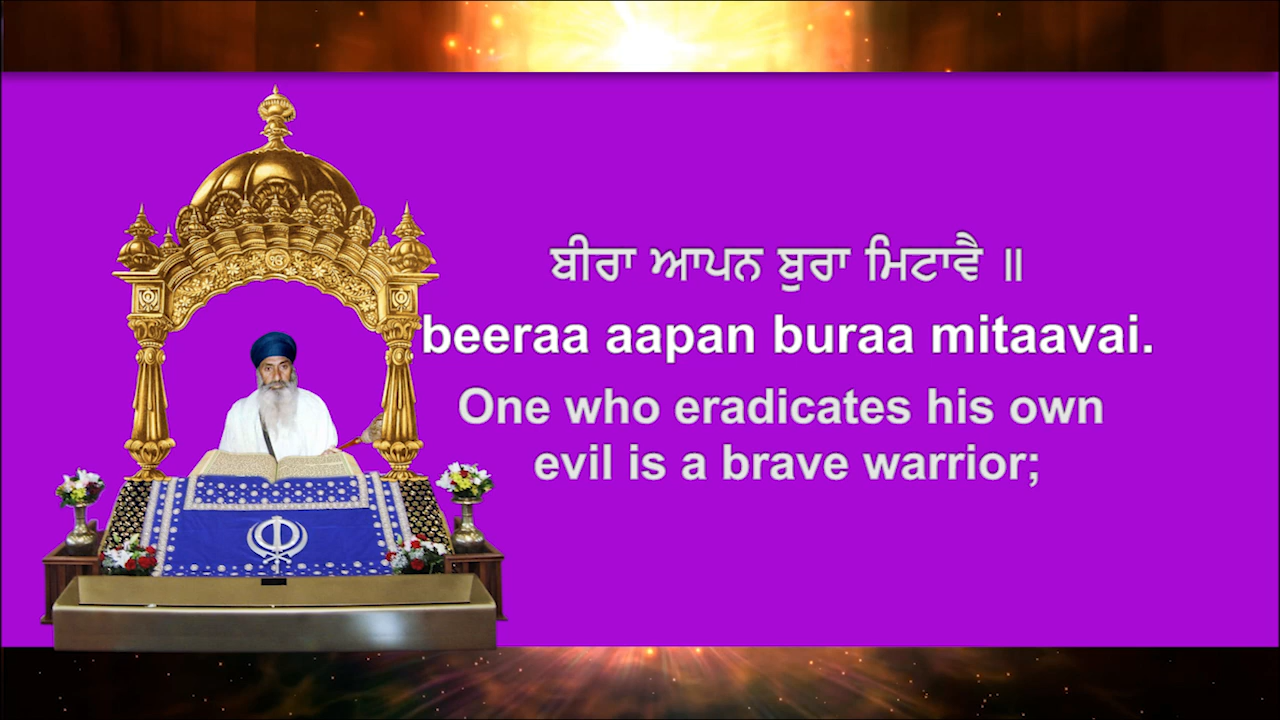 ਬੀਰਾ ਆਪਨ ਬੁਰਾ ਮਿਟਾਵੈ ॥
beeraa aapan buraa mitaavai.
One who eradicates his own
evil is a brave warrior;